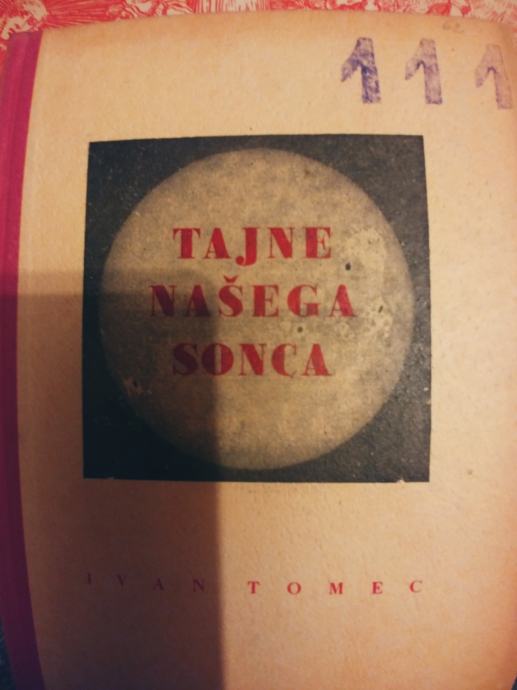 111
TAJNE
NAŠEGA
SONCA
IVAN TOMEC